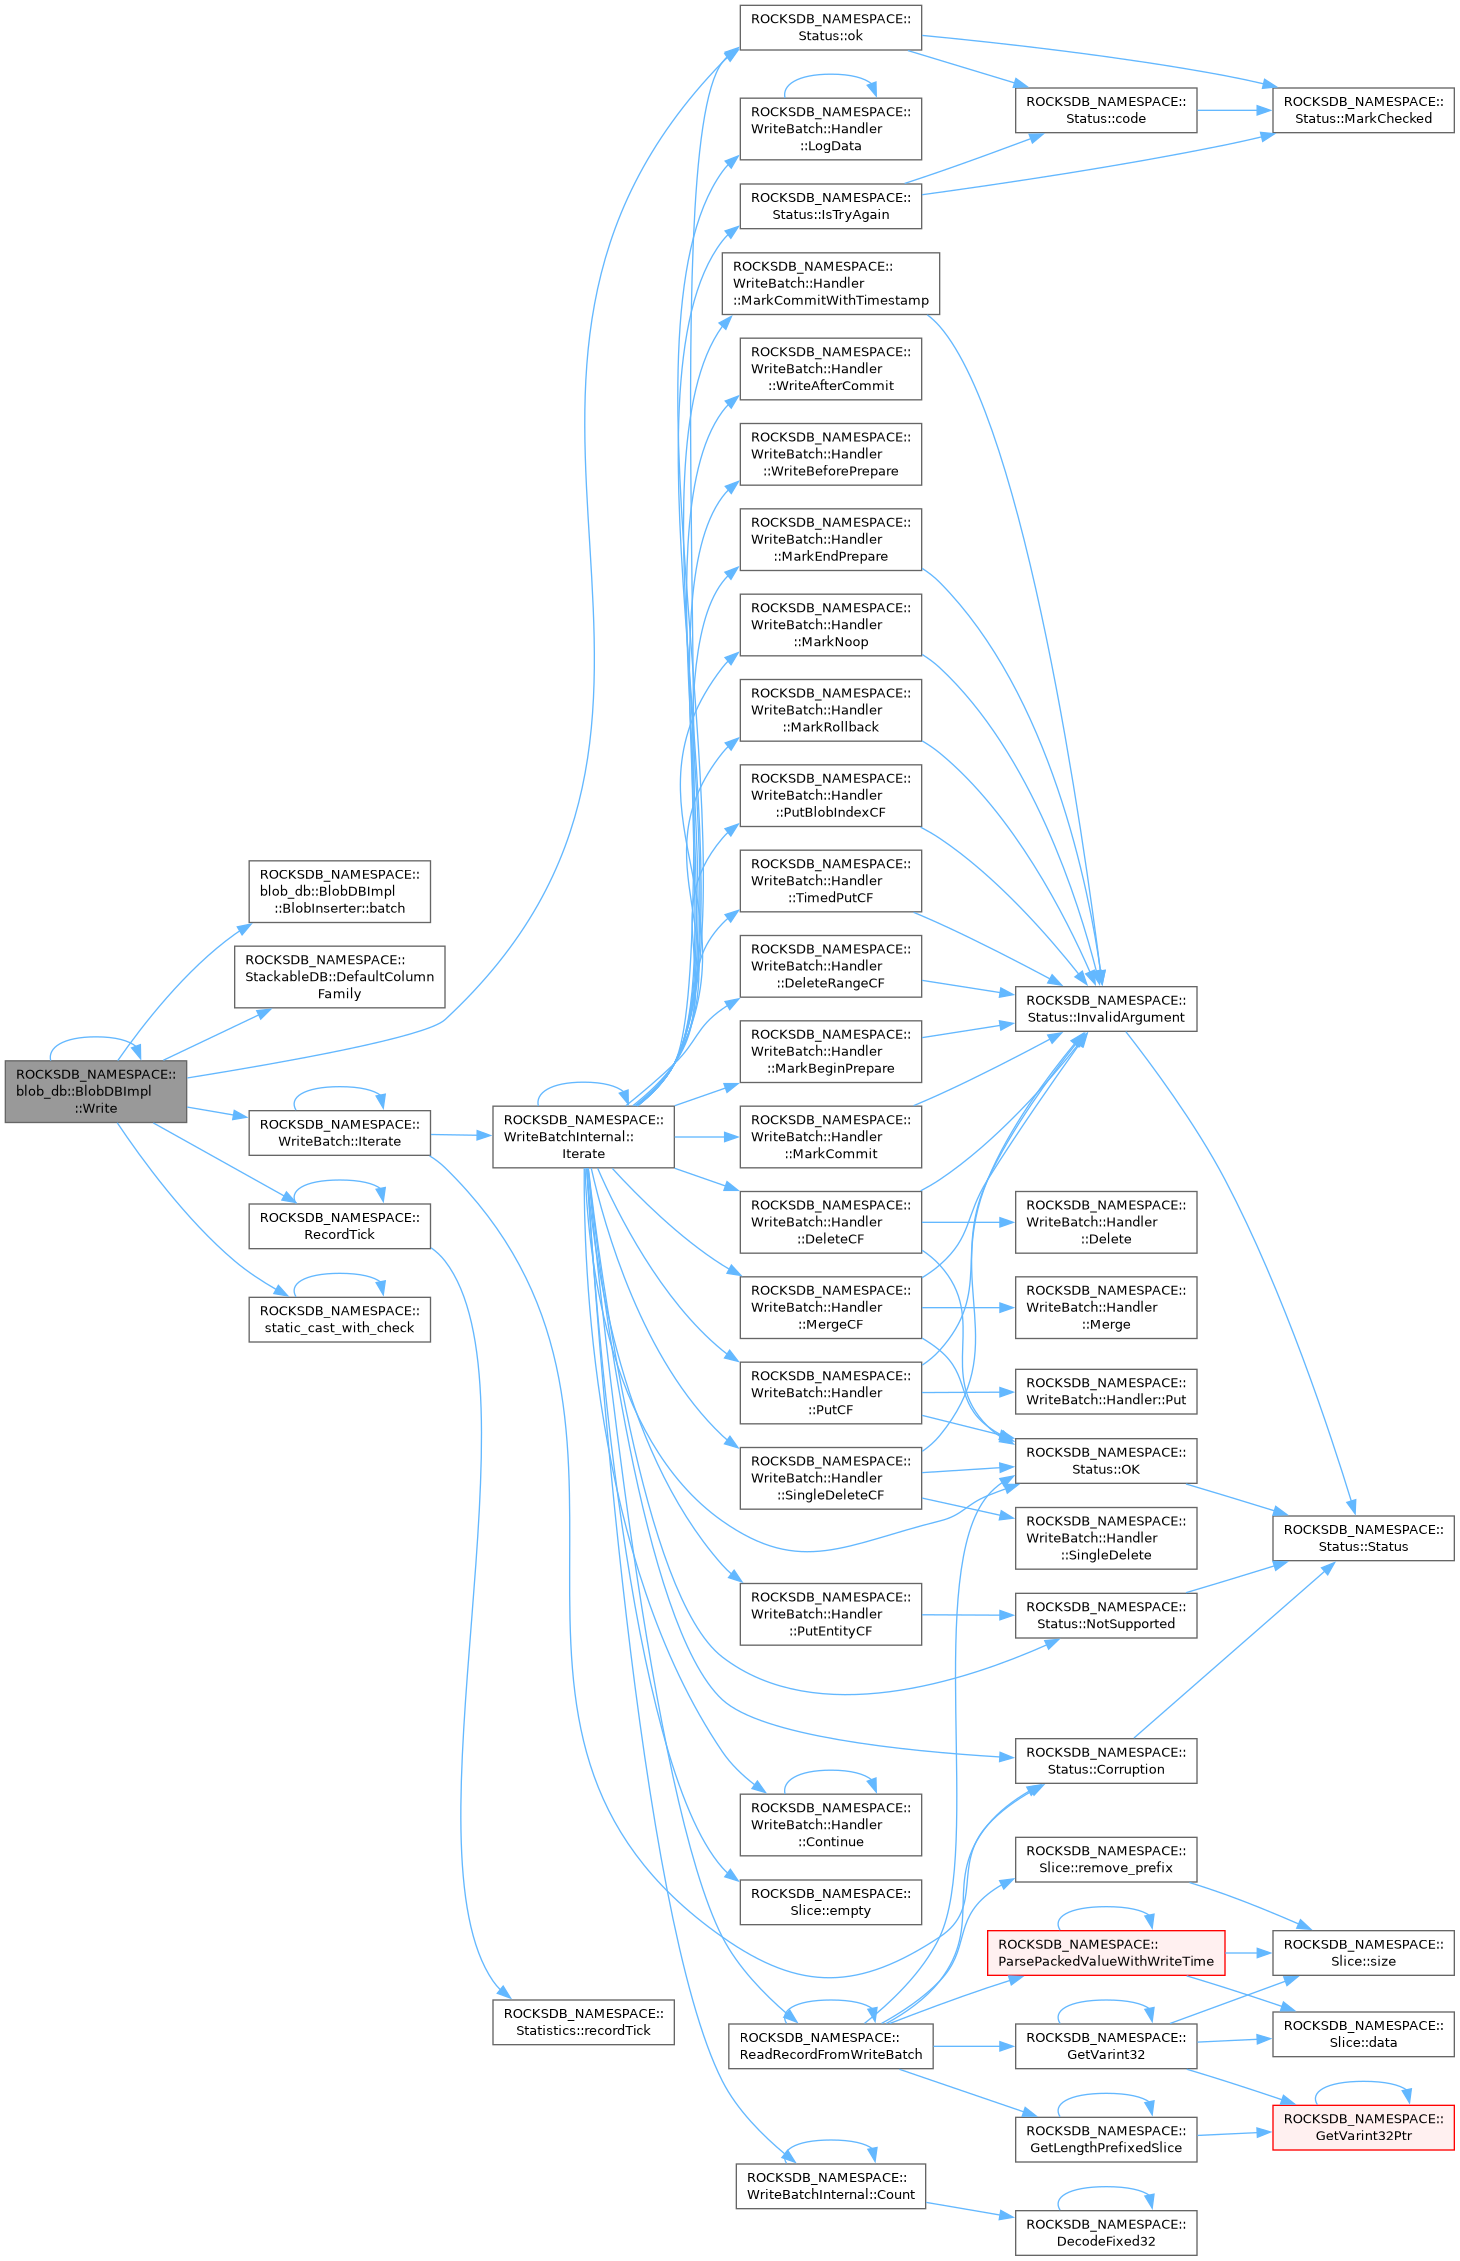 ROCKSDB_NAMESPACE::
blob_db::BlobDBImpl
::Write
ROCKSDB_NAMESPACE::
blob_db::BlobDBImpl
::BlobInserter::batch
ROCKSDB_NAMESPACE::
StackableDB::DefaultColumn
Family
ROCKSDB_NAMESPACE::
WriteBatch::Iterate
ROCKSDB_NAMESPACE::
RecordTick
ROCKSDB_NAMESPACE::
static_cast_with_check
ROCKSDB_NAMESPACE::
WriteBatchInternal::
Iterate
ROCKSDB_NAMESPACE::
Statistics::recordTick
ROCKSDB_NAMESPACE::
Status::ok
ROCKSDB_NAMESPACE::
WriteBatch::Handler
::LogData
ROCKSDB_NAMESPACE::
Status::IsTryAgain
ROCKSDB_NAMESPACE::
WriteBatch::Handler
::MarkCommitWithTimestamp
ROCKSDB_NAMESPACE::
WriteBatch::Handler
::WriteAfterCommit
ROCKSDB_NAMESPACE::
WriteBatch::Handler
::WriteBeforePrepare
ROCKSDB_NAMESPACE::
WriteBatch::Handler
::MarkEndPrepare
ROCKSDB_NAMESPACE::
WriteBatch::Handler
::MarkNoop
ROCKSDB_NAMESPACE::
WriteBatch::Handler
::MarkRollback
ROCKSDB_NAMESPACE::
WriteBatch::Handler
::PutBlobIndexCF
ROCKSDB_NAMESPACE::
WriteBatch::Handler
::TimedPutCF
ROCKSDB_NAMESPACE::
WriteBatch::Handler
::DeleteRangeCF
ROCKSDB_NAMESPACE::
WriteBatch::Handler
::MarkBeginPrepare
ROCKSDB_NAMESPACE::
WriteBatch::Handler
::MarkCommit
ROCKSDB_NAMESPACE::
WriteBatch::Handler
::DeleteCF
ROCKSDB_NAMESPACE::
WriteBatch::Handler
::MergeCF
ROCKSDB_NAMESPACE::
WriteBatch::Handler
::PutCF
ROCKSDB_NAMESPACE::
WriteBatch::Handler
::SingleDeleteCF
ROCKSDB_NAMESPACE::
WriteBatch::Handler
::PutEntityCF
ROCKSDB_NAMESPACE::
WriteBatch::Handler
::Continue
ROCKSDB_NAMESPACE::
Slice::empty
ROCKSDB_NAMESPACE::
ReadRecordFromWriteBatch
ROCKSDB_NAMESPACE::
WriteBatchInternal::Count
ROCKSDB_NAMESPACE::
Status::code
ROCKSDB_NAMESPACE::
Status::InvalidArgument
ROCKSDB_NAMESPACE::
WriteBatch::Handler
::Delete
ROCKSDB_NAMESPACE::
WriteBatch::Handler
::Merge
ROCKSDB_NAMESPACE::
WriteBatch::Handler::Put
ROCKSDB_NAMESPACE::
Status::OK
ROCKSDB_NAMESPACE::
WriteBatch::Handler
::SingleDelete
ROCKSDB_NAMESPACE::
Status::NotSupported
ROCKSDB_NAMESPACE::
Status::Corruption
ROCKSDB_NAMESPACE::
Slice::remove_prefix
ROCKSDB_NAMESPACE::
ParsePackedValueWithWriteTime
ROCKSDB_NAMESPACE::
GetVarint32
ROCKSDB_NAMESPACE::
GetLengthPrefixedSlice
ROCKSDB_NAMESPACE::
DecodeFixed32
ROCKSDB_NAMESPACE::
Status::MarkChecked
ROCKSDB_NAMESPACE::
Status::Status
ROCKSDB_NAMESPACE::
Slice::size
ROCKSDB_NAMESPACE::
Slice::data
ROCKSDB_NAMESPACE::
GetVarint32Ptr